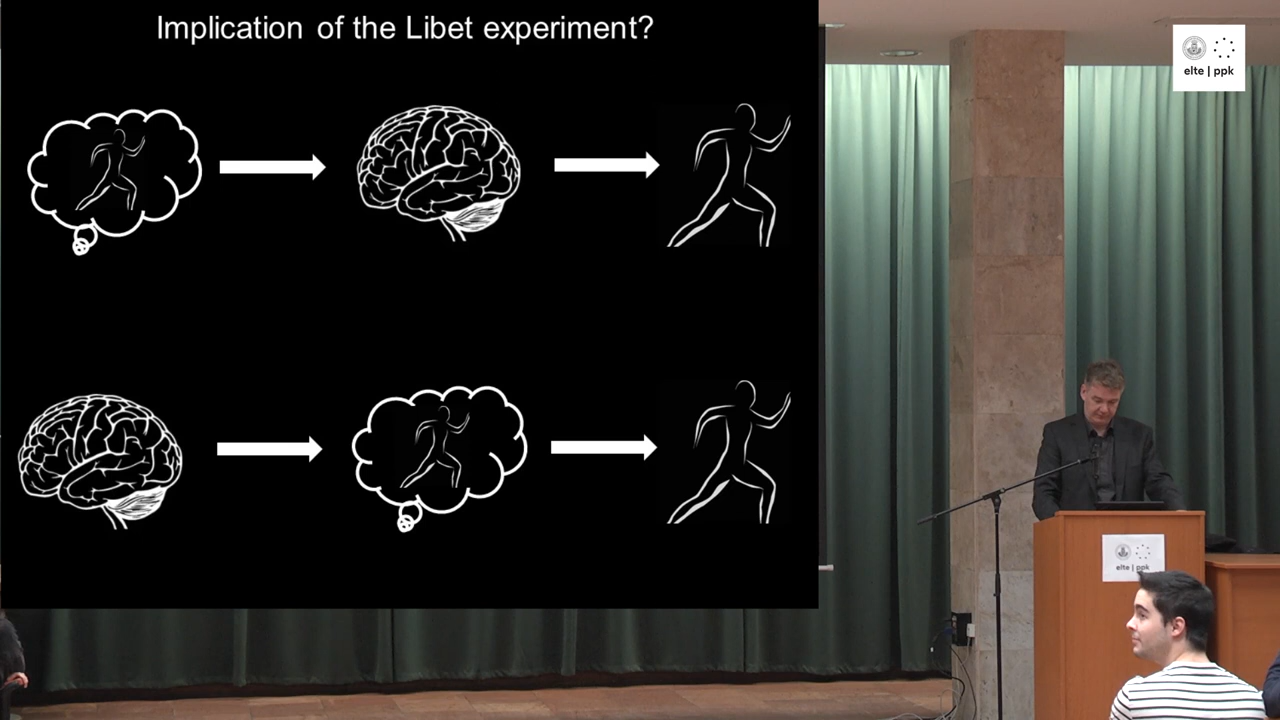 Implication of the Libet experiment?
elte | ppk
elte | ppk